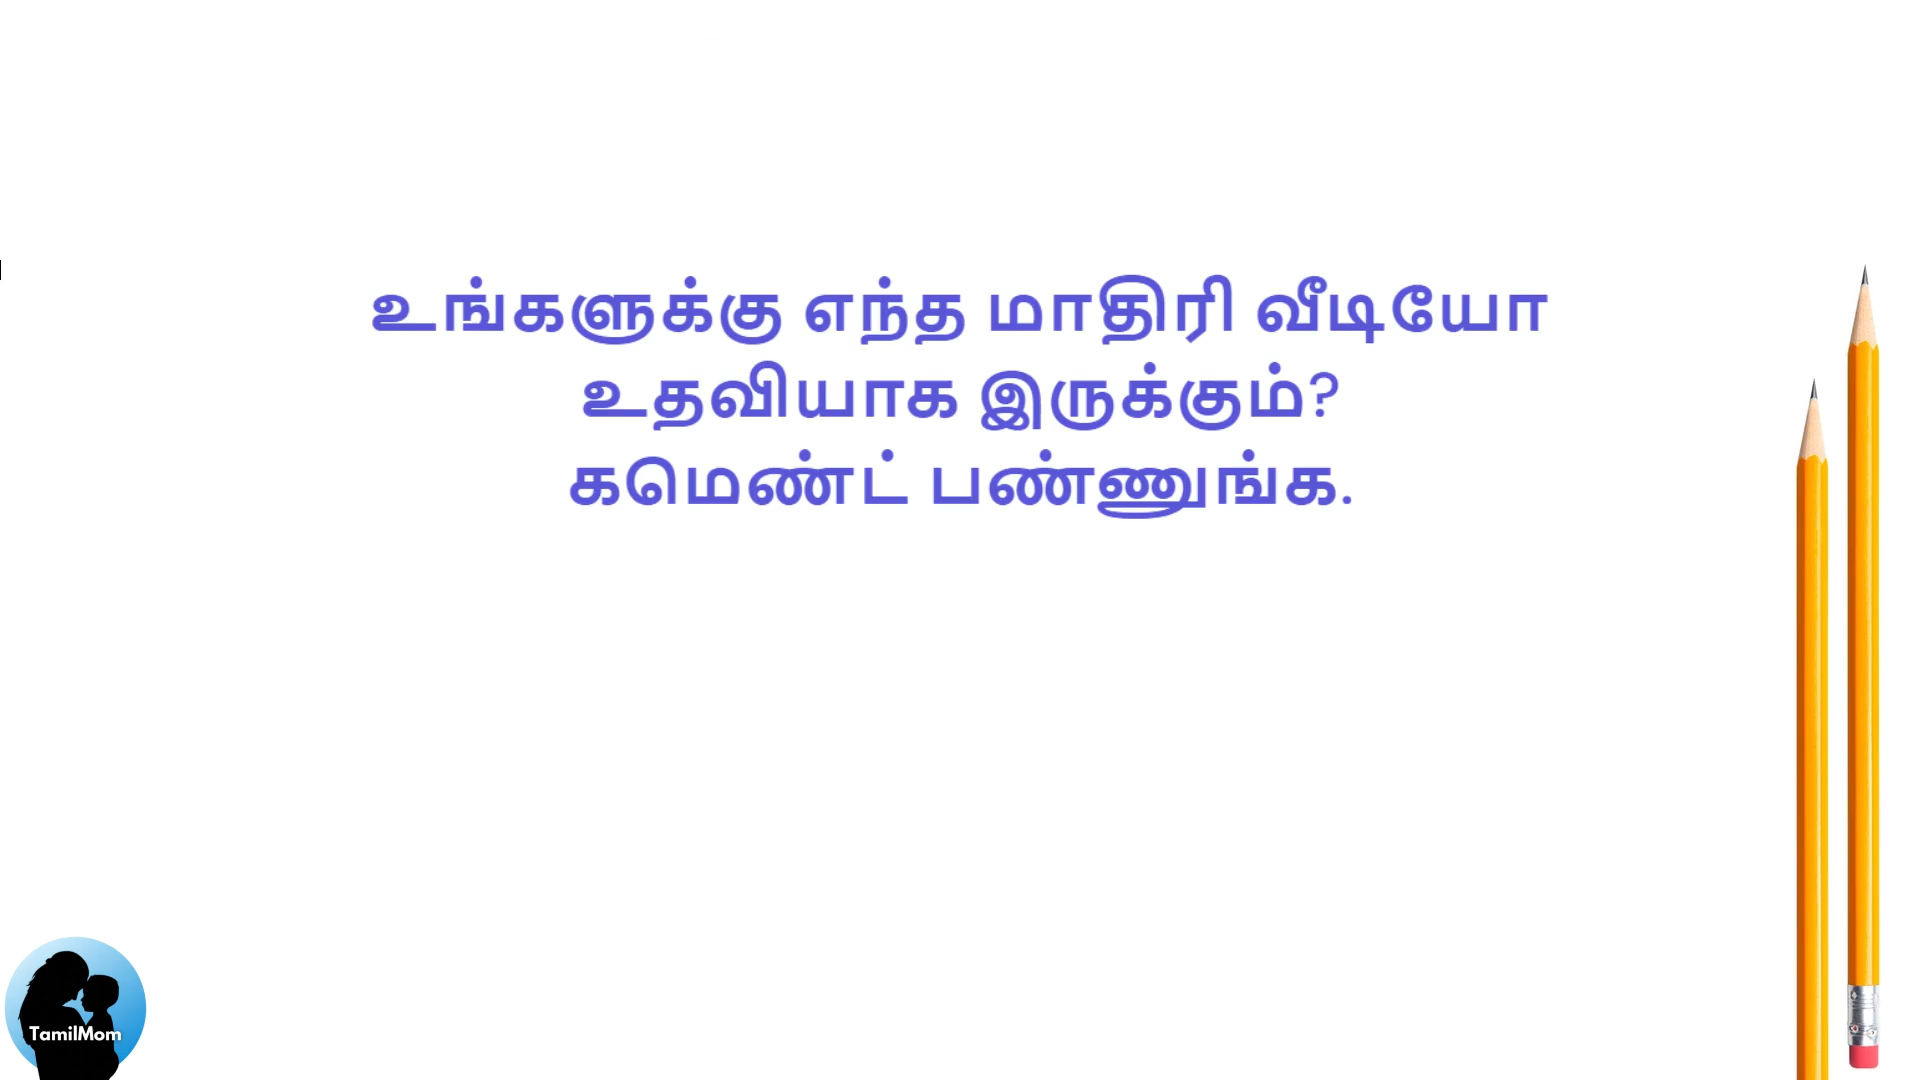 உங்களுக்கு எந்த மாதிரி வீடியோ
உதவியாக இருக்கும்?
கமெண்ட் பண்ணுங்க.
TamilMom